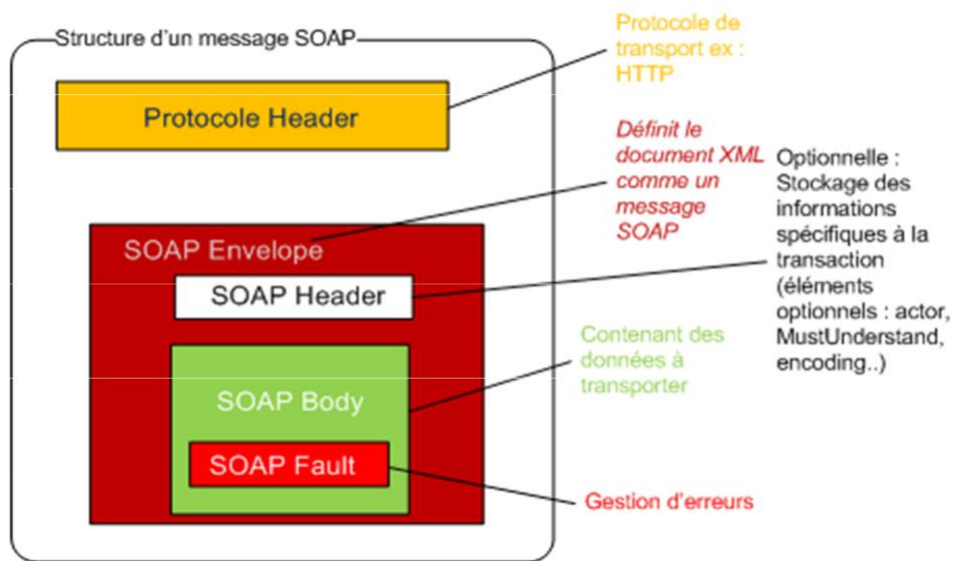 Structure d'un message SOAP
Protocole de
transport ex :
HTTP
Protocole Header
Définit le
document XML
comme un
message
SOAP
Optionnelle :
Stockage des
informations
spécifiques à la
transaction
(éléments
optionnels : actor,
MustUnderstand,
encoding..)
SOAP Envelope
SOAP Header
Contenant des
données à
transporter
SOAP Body
SOAP Fault
Gestion d'erreurs